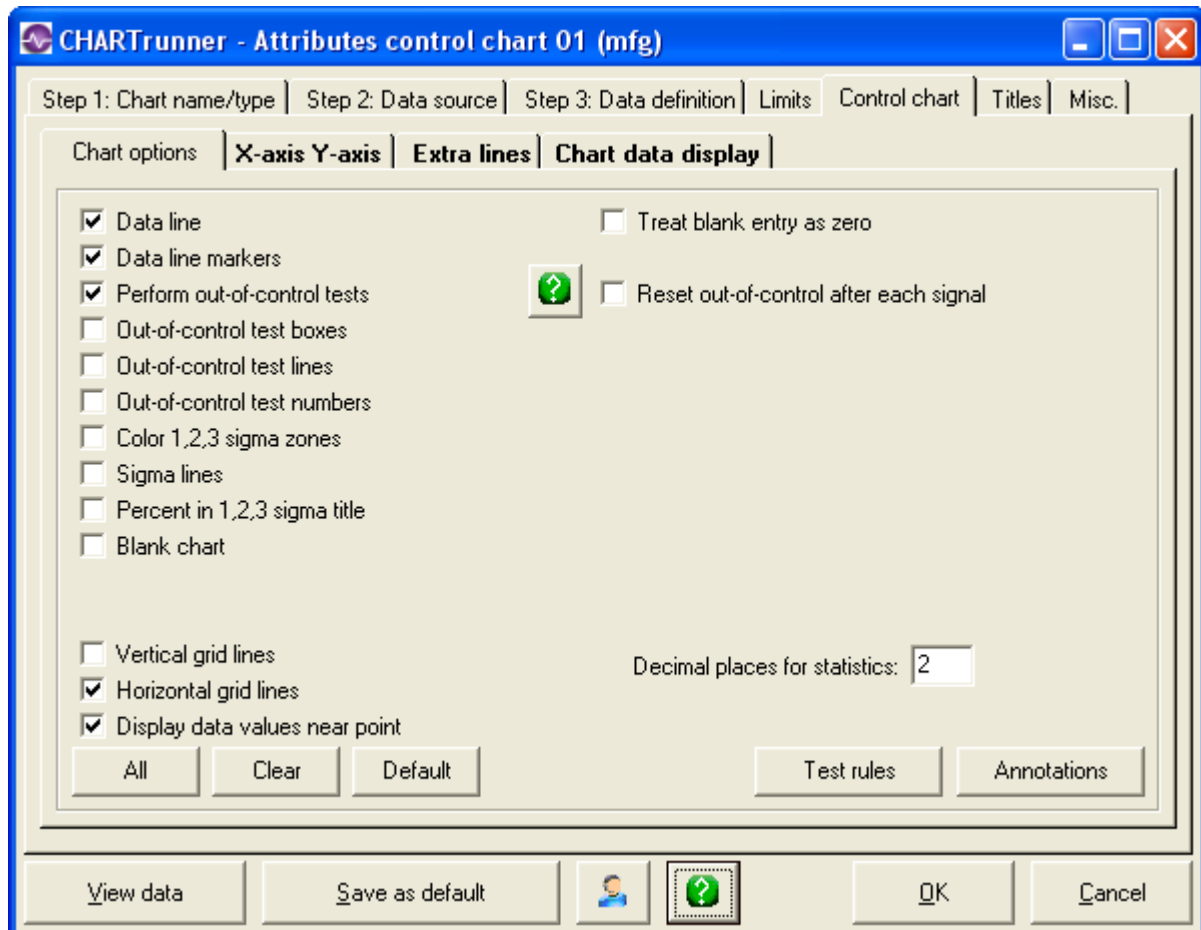 CHARTrunner - Attributes control chart 01 (mfg)
Step 1: Chart name/type Step 2: Data source Step 3: Data definition Limits Control chart Titles Misc.
Chart options X-axis Y-axis Extra lines Chart data display
Data line
Treat blank entry as zero
Data line markers
Perform out-of-control tests
? Reset out-of-control after each signal
Out-of-control test boxes
Out-of-control test lines
Out-of-control test numbers
Color 1,2,3 sigma zones
Sigma lines
Percent in 1,2,3 sigma title
Blank chart
Vertical grid lines
Decimal places for statistics: 2
Horizontal grid lines
Display data values near point
All Clear Default Test rules Annotations
View data Save as default ? OK Cancel